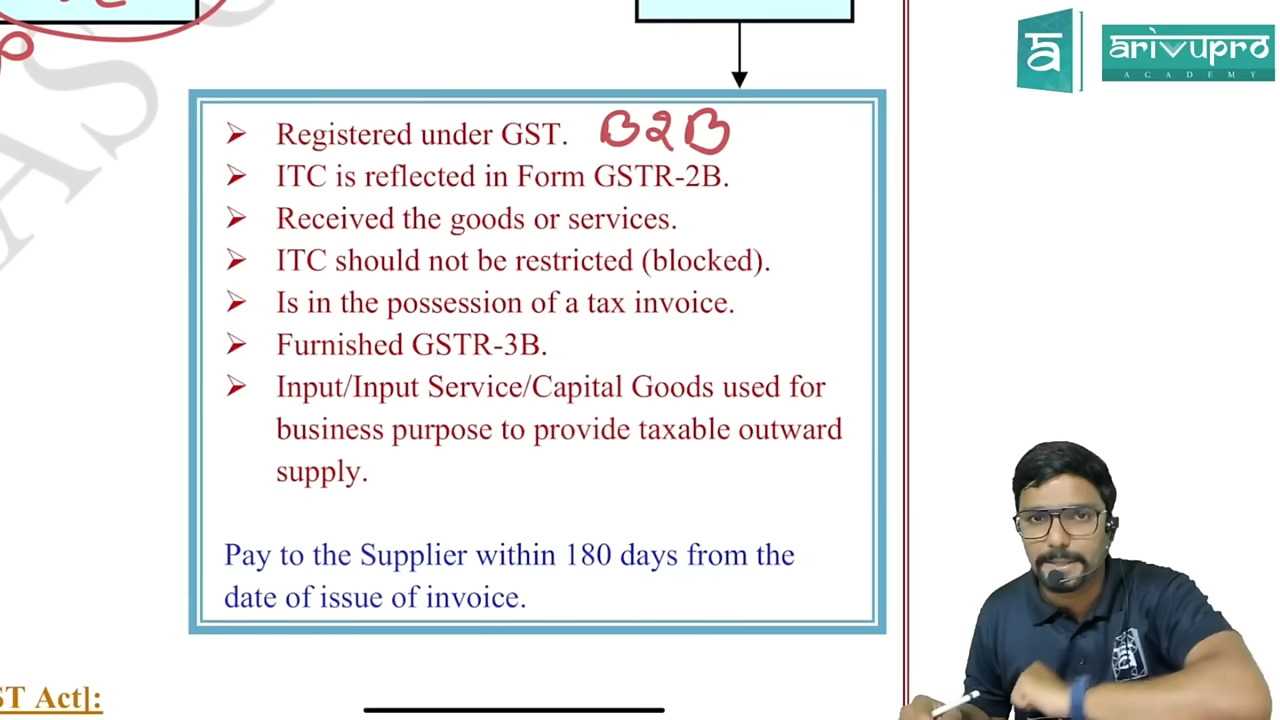 arivupro
ACADEMY
➢ Registered under GST. B2B
➢ ITC is reflected in Form GSTR-2B.
➢ Received the goods or services.
➢ ITC should not be restricted (blocked).
➢ Is in the possession of a tax invoice.
➢ Furnished GSTR-3B.
➢ Input/Input Service/Capital Goods used for
business purpose to provide taxable outward
supply.
Pay to the Supplier within 180 days from the
date of issue of invoice.
ST Act]: